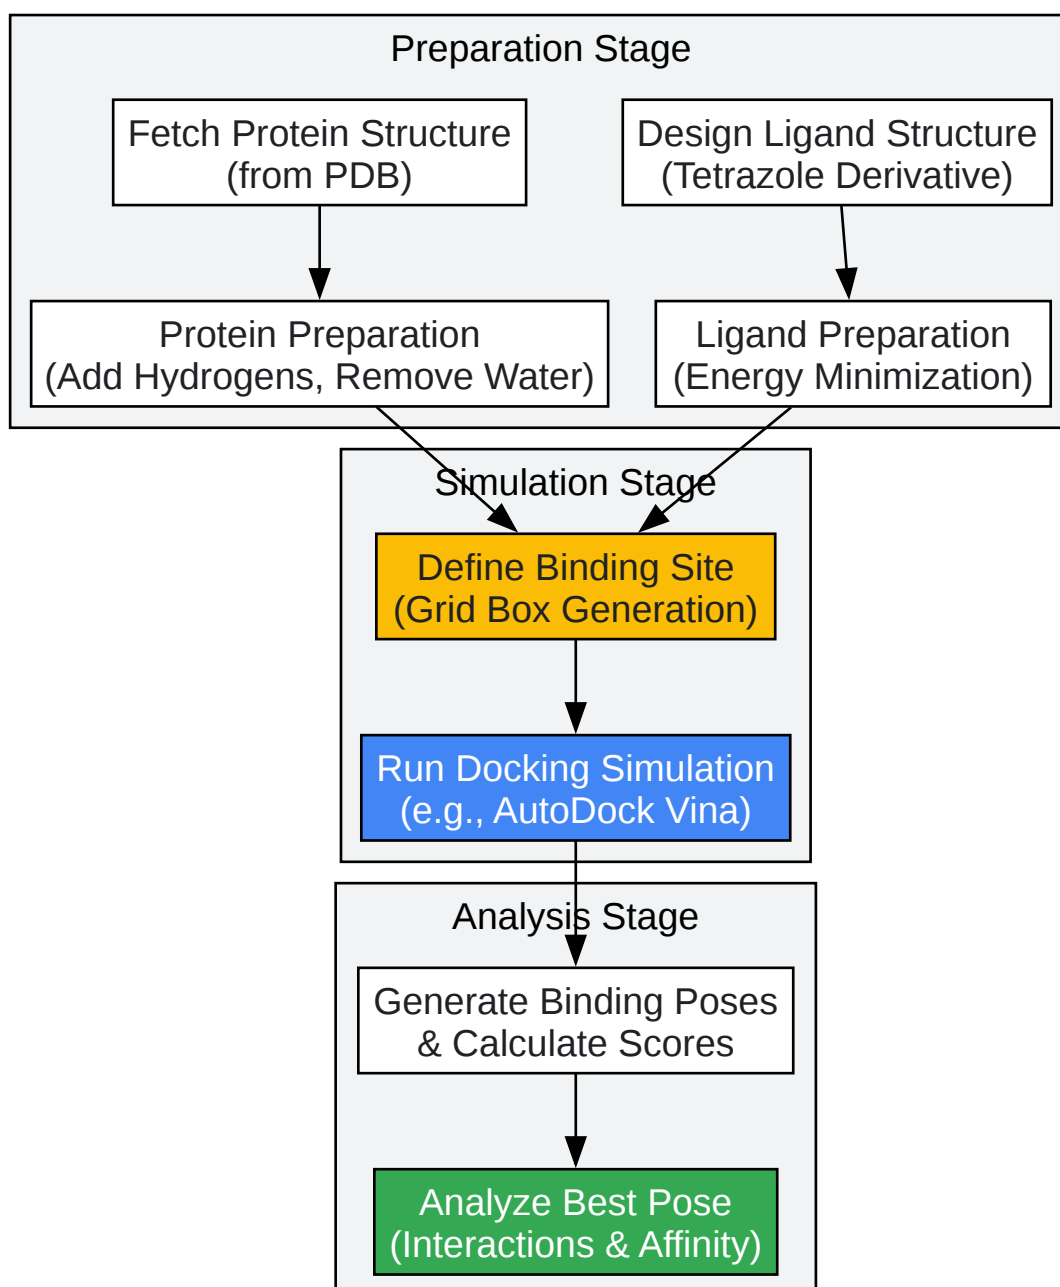 Preparation Stage
Fetch Protein Structure
(from PDB)
Design Ligand Structure
(Tetrazole Derivative)
Protein Preparation
(Add Hydrogens, Remove Water)
Ligand Preparation
(Energy Minimization)
Simulation Stage
Define Binding Site
(Grid Box Generation)
Run Docking Simulation
(e.g., AutoDock Vina)
Analysis Stage
Generate Binding Poses
& Calculate Scores
Analyze Best Pose
(Interactions & Affinity)